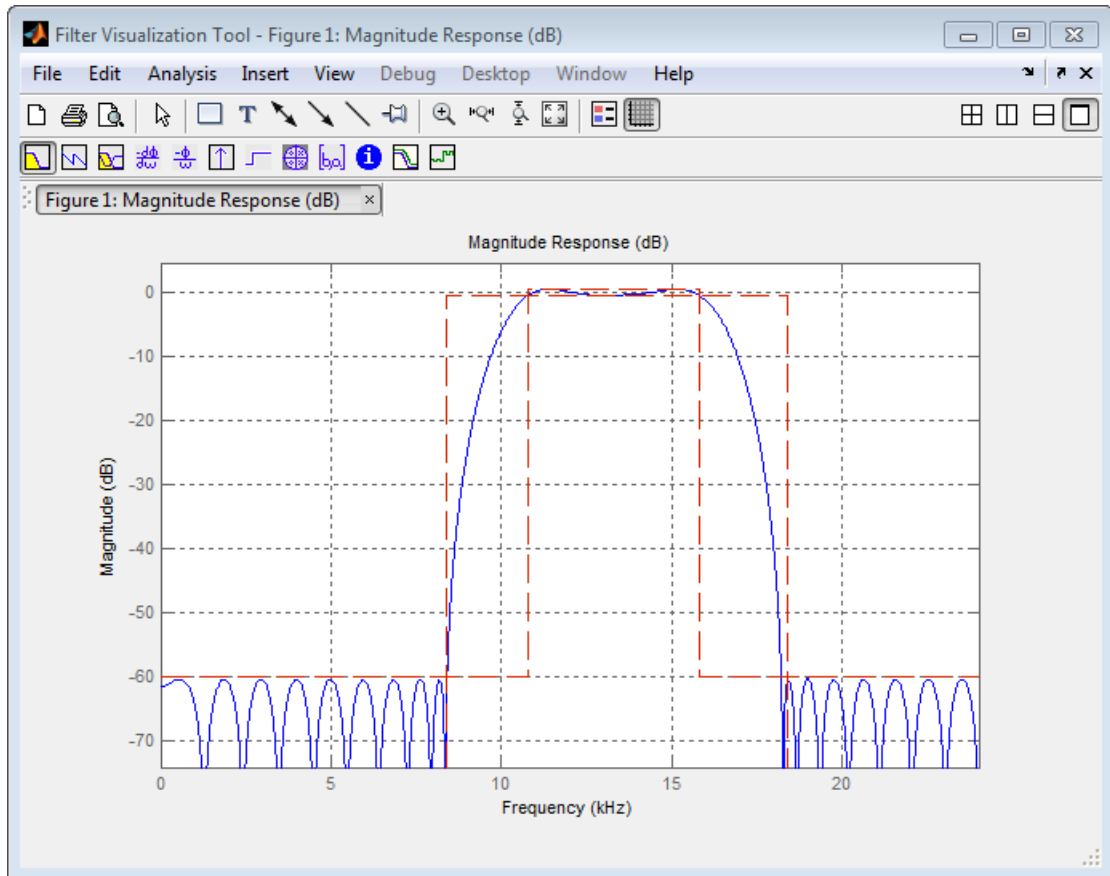 Filter Visualization Tool - Figure 1: Magnitude Response (dB)
File Edit Analysis Insert View Debug Desktop Window Help
Figure 1: Magnitude Response (dB)
Magnitude Response (dB)
0
-10
-20
-30
-40
-50
-60
-70
Magnitude (dB)
0 5 10 15 20
Frequency (kHz)